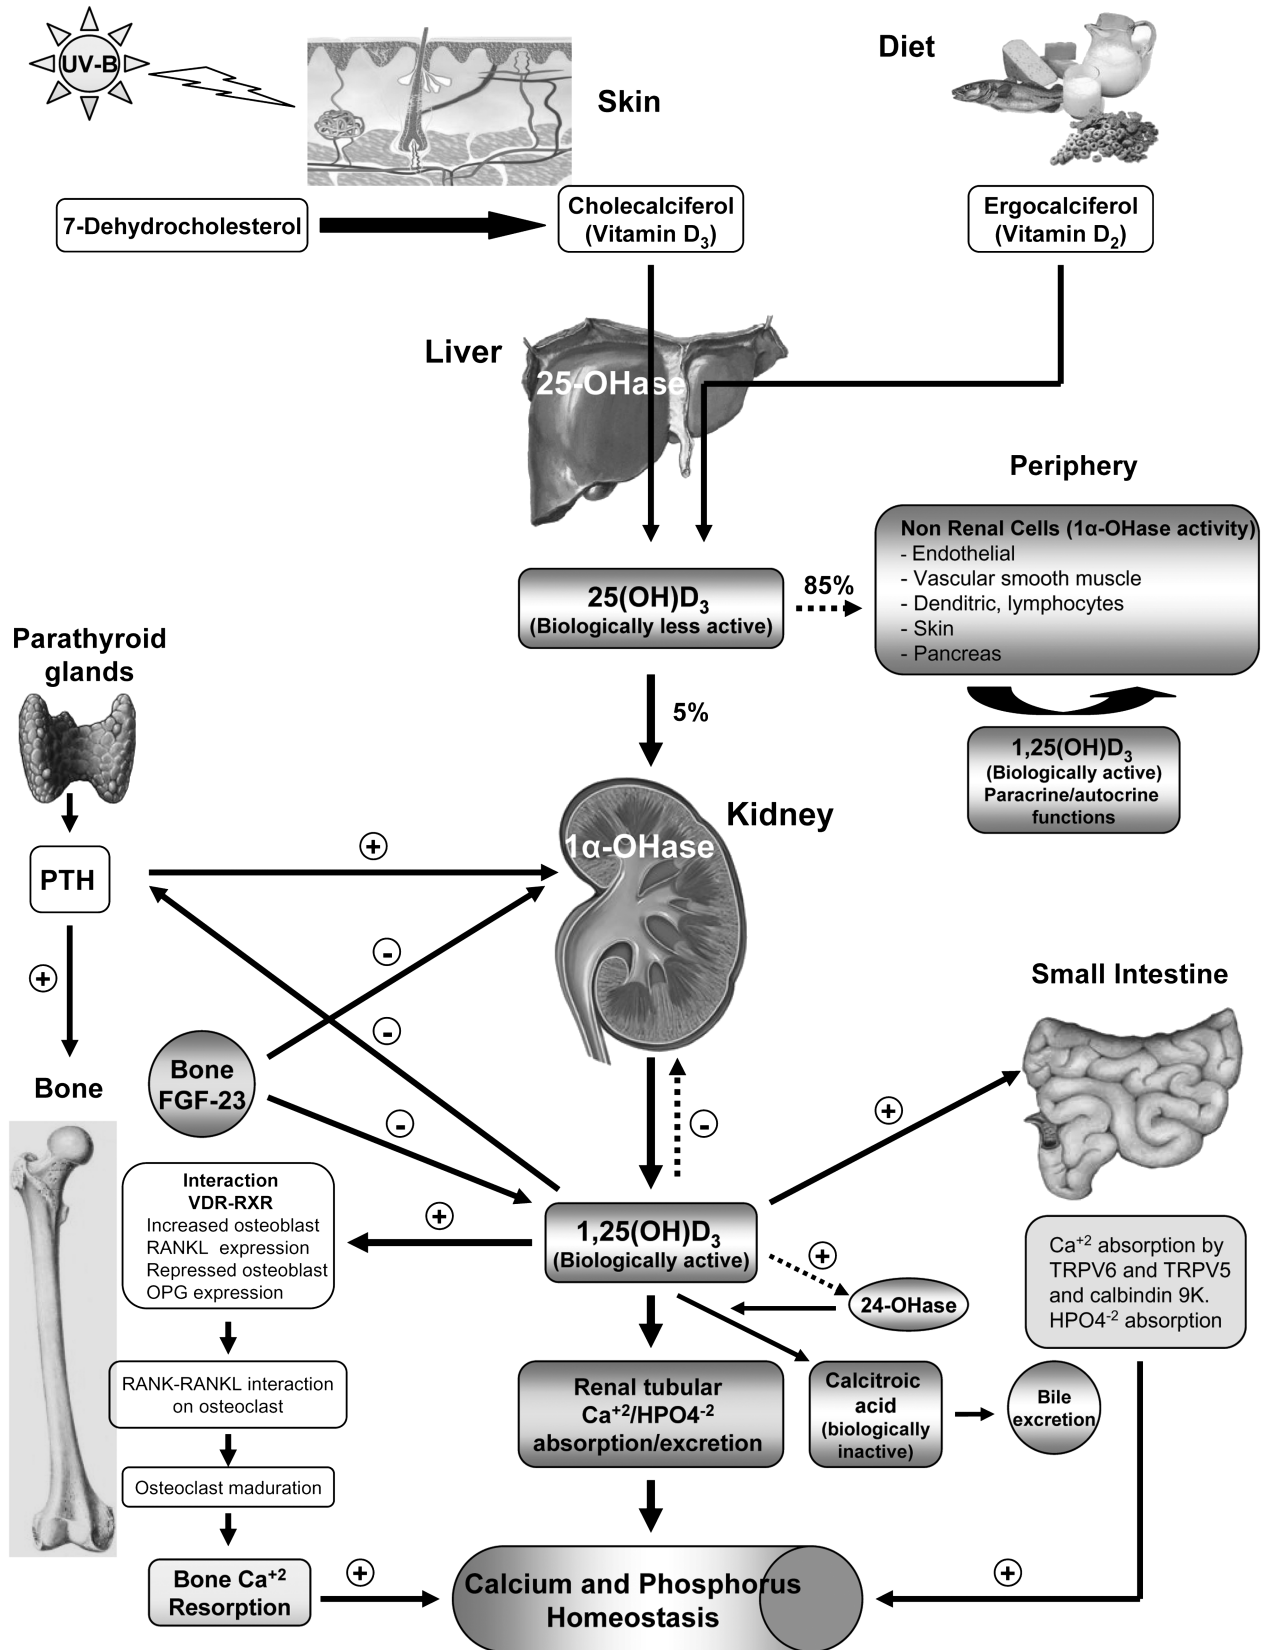 UV-B
Skin
Diet
7-Dehydrocholesterol
Cholecalciferol
(Vitamin D3)
Ergocalciferol
(Vitamin D2)
Liver
25-OHase
Periphery
Non Renal Cells (1α-OHase activity)
- Endothelial
- Vascular smooth muscle
- Denditric, lymphocytes
- Skin
- Pancreas
25(OH)D3
(Biologically less active)
85%
5%
1,25(OH)D3
(Biologically active)
Paracrine/autocrine
functions
Parathyroid
glands
Kidney
1α-OHase
PTH
+
-
+
-
Small Intestine
Bone
Bone
FGF-23
-
-
+
Interaction
VDR-RXR
Increased osteoblast
RANKL expression
Repressed osteoblast
OPG expression
+
1,25(OH)D3
(Biologically active)
+
24-OHase
Ca+2 absorption by
TRPV6 and TRPV5
and calbindin 9K.
HPO4-2 absorption
RANK-RANKL interaction
on osteoclast
Renal tubular
Ca+2/HPO4-2
absorption/excretion
Calcitroic
acid
(biologically
inactive)
Bile
excretion
Osteoclast maduration
Bone Ca+2
Resorption
+
Calcium and Phosphorus
Homeostasis
+